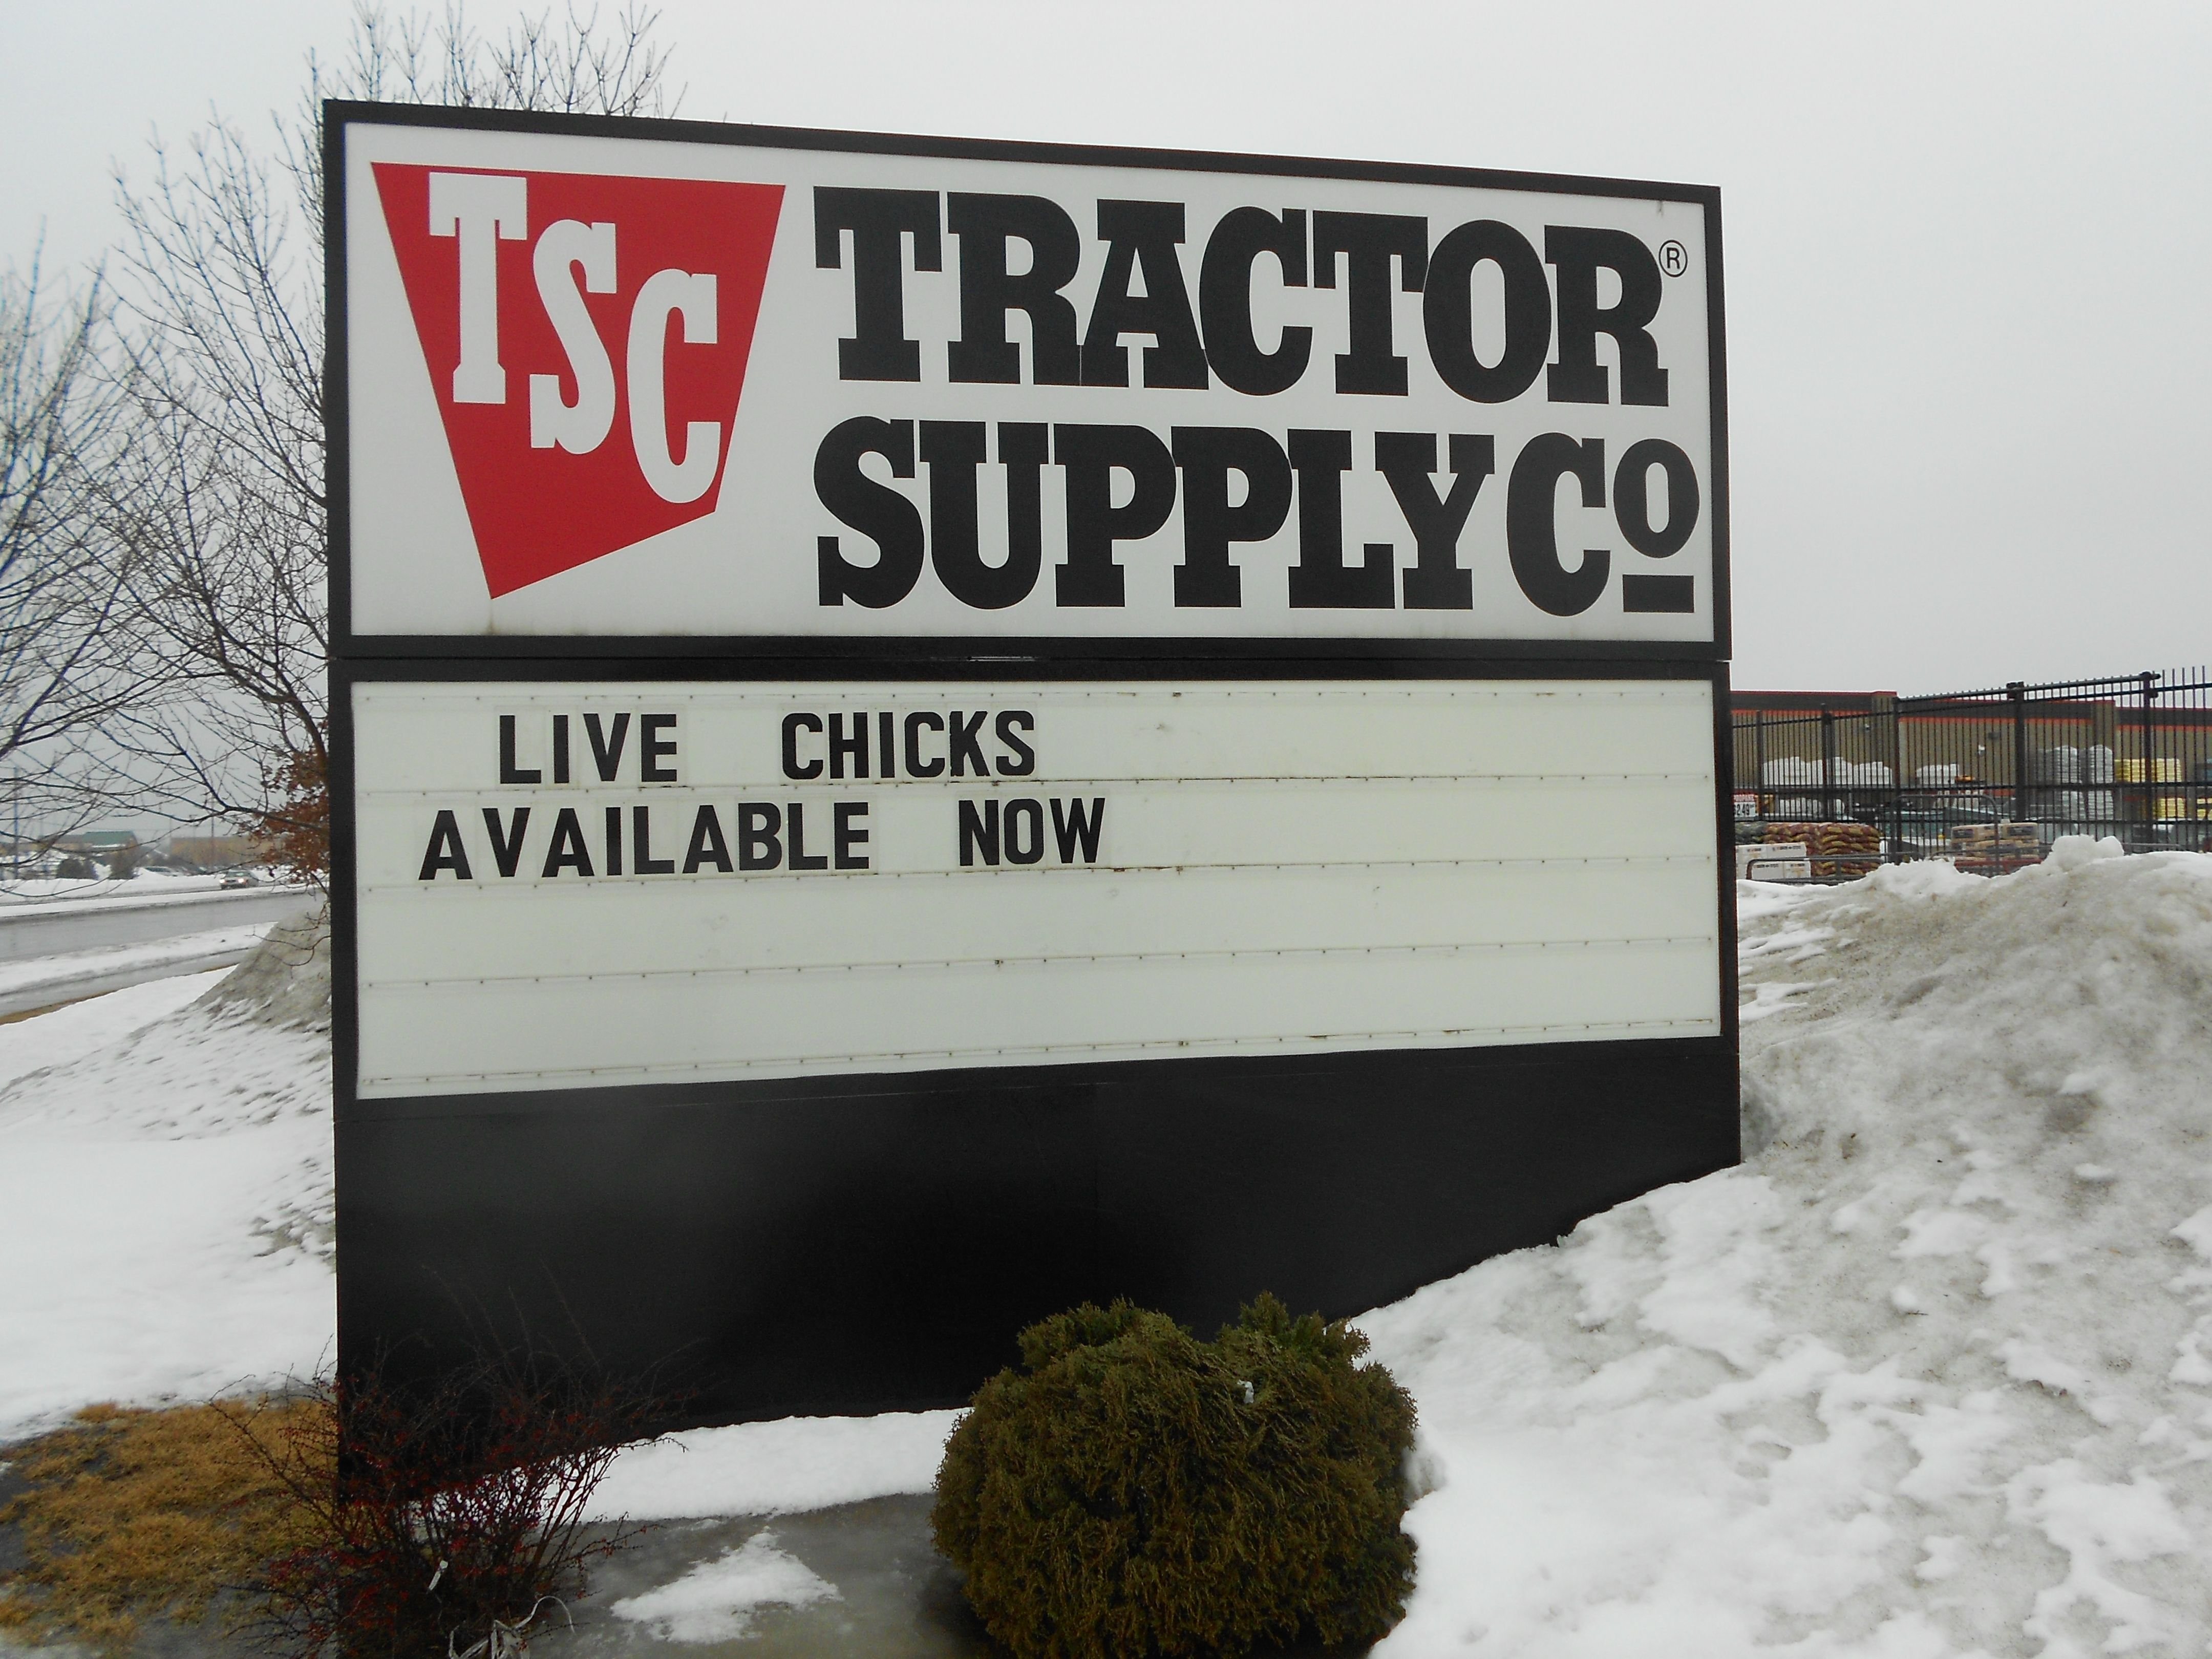 TSC
TRACTOR®
SUPPLY Co
LIVE CHICKS
AVAILABLE NOW